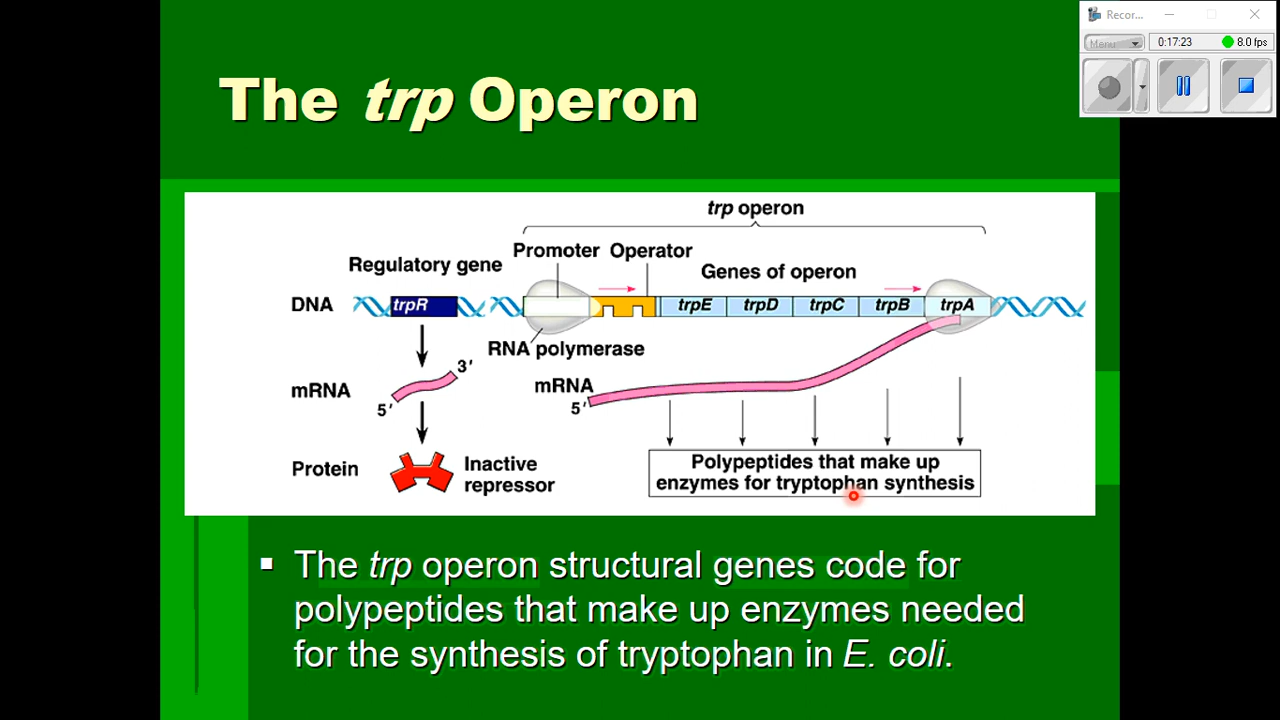 Recor...
Menu
0:17:23
8.0 fps
The trp Operon
trp operon
Promoter
Operator
Regulatory gene
Genes of operon
DNA
trpR
trpE
trpD
trpC
trpB
trpA
RNA polymerase
mRNA
3′
5′
mRNA
5′
Protein
Inactive
repressor
Polypeptides that make up
enzymes for tryptophan synthesis
▪ The trp operon structural genes code for
polypeptides that make up enzymes needed
for the synthesis of tryptophan in E. coli.